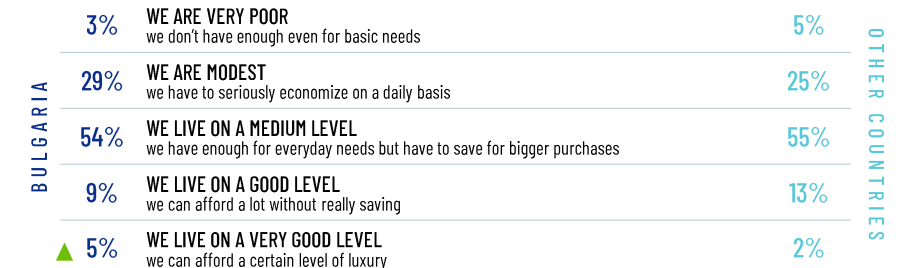 BULGARIA
3%
WE ARE VERY POOR
we don't have enough even for basic needs
5%
29%
WE ARE MODEST
we have to seriously economize on a daily basis
25%
54%
WE LIVE ON A MEDIUM LEVEL
we have enough for everyday needs but have to save for bigger purchases
55%
9%
WE LIVE ON A GOOD LEVEL
we can afford a lot without really saving
13%
5%
WE LIVE ON A VERY GOOD LEVEL
we can afford a certain level of luxury
2%
OTHER COUNTRIES